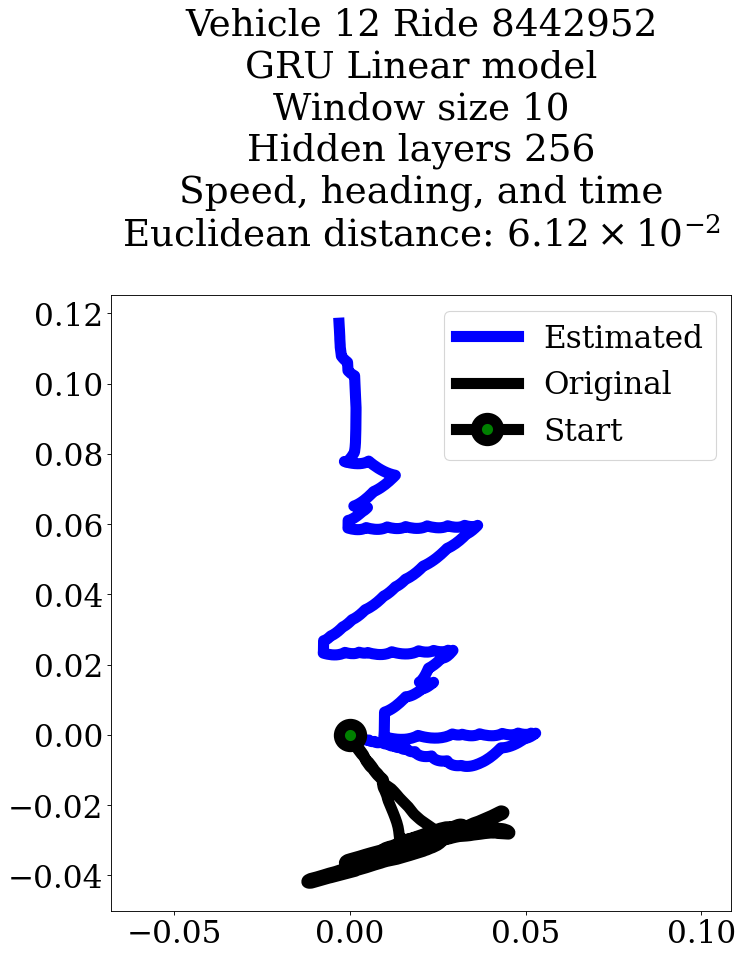 Vehicle 12 Ride 8442952
GRU Linear model
Window size 10
Hidden layers 256
Speed, heading, and time
Euclidean distance: 6.12 × 10⁻²
Estimated
Original
Start
0.12
0.10
0.08
0.06
0.04
0.02
0.00
−0.02
−0.04
−0.05 0.00 0.05 0.10